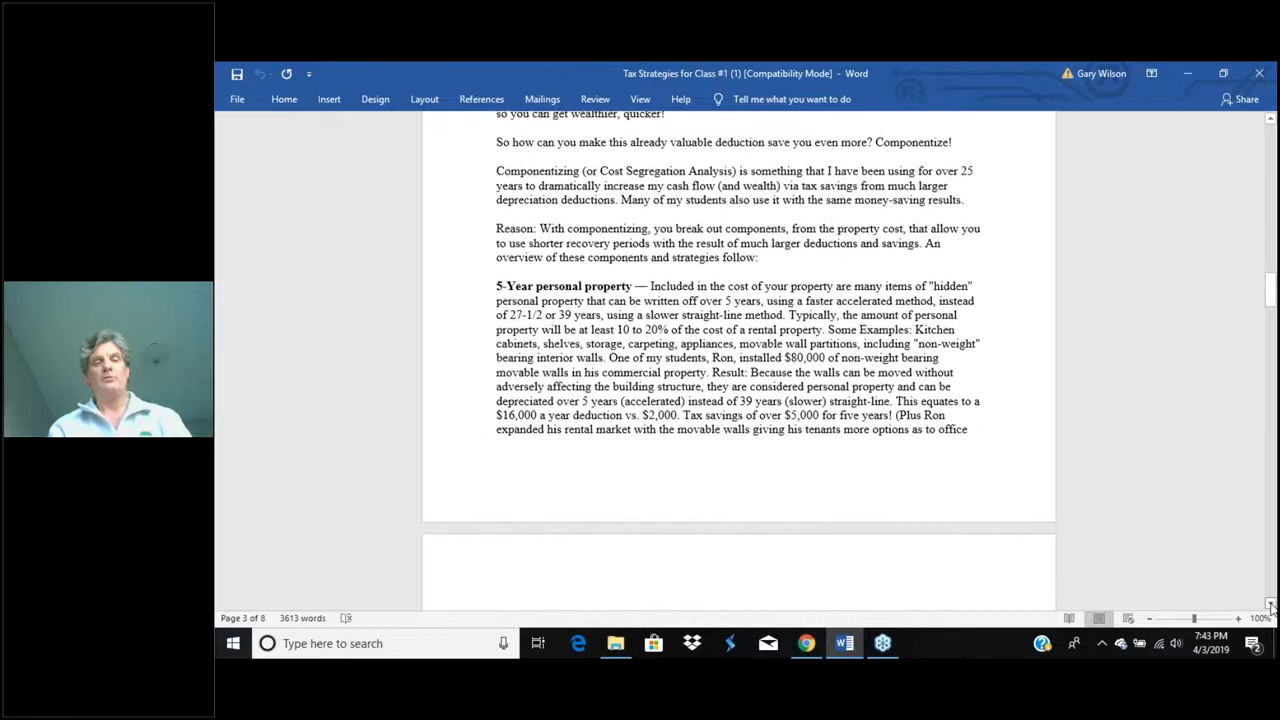 Tax Strategies for Class #1 (1) [Compatibility Mode] - Word
Gary Wilson
File Home Insert Design Layout References Mailings Review View Help Tell me what you want to do Share
so you can get wealthier, quicker!
So how can you make this already valuable deduction save you even more? Componentize!
Componentizing (or Cost Segregation Analysis) is something that I have been using for over 25
years to dramatically increase my cash flow (and wealth) via tax savings from much larger
depreciation deductions. Many of my students also use it with the same money-saving results.
Reason: With componentizing, you break out components, from the property cost, that allow you
to use shorter recovery periods with the result of much larger deductions and savings. An
overview of these components and strategies follow:
5-Year personal property — Included in the cost of your property are many items of "hidden"
personal property that can be written off over 5 years, using a faster accelerated method, instead
of 27-1/2 or 39 years, using a slower straight-line method. Typically, the amount of personal
property will be at least 10 to 20% of the cost of a rental property. Some Examples: Kitchen
cabinets, shelves, storage, carpeting, appliances, movable wall partitions, including "non-weight"
bearing interior walls. One of my students, Ron, installed $80,000 of non-weight bearing
movable walls in his commercial property. Result: Because the walls can be moved without
adversely affecting the building structure, they are considered personal property and can be
depreciated over 5 years (accelerated) instead of 39 years (slower) straight-line. This equates to a
$16,000 a year deduction vs. $2,000. Tax savings of over $5,000 for five years! (Plus Ron
expanded his rental market with the movable walls giving his tenants more options as to office
Page 3 of 8 3613 words 100%
Type here to search
7:43 PM
4/3/2019
2